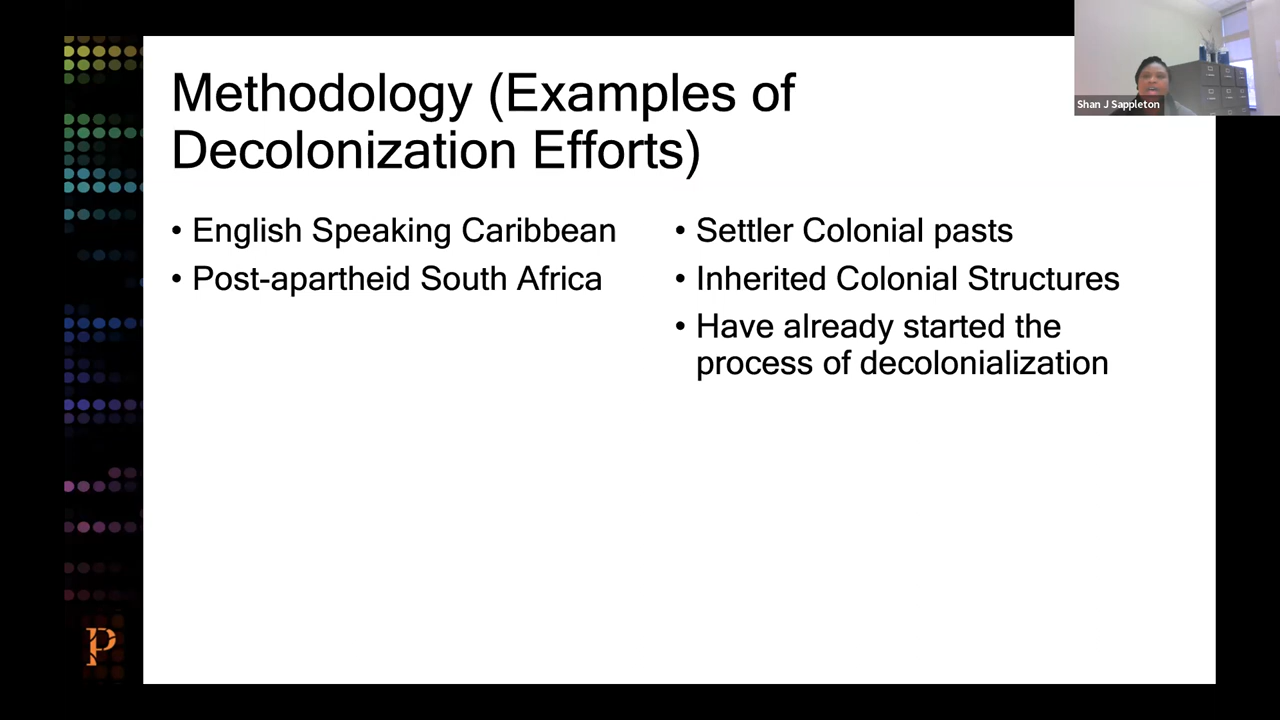 Methodology (Examples of
Decolonization Efforts)
• English Speaking Caribbean
• Post-apartheid South Africa
• Settler Colonial pasts
• Inherited Colonial Structures
• Have already started the
process of decolonialization
Shan J Sappleton
P